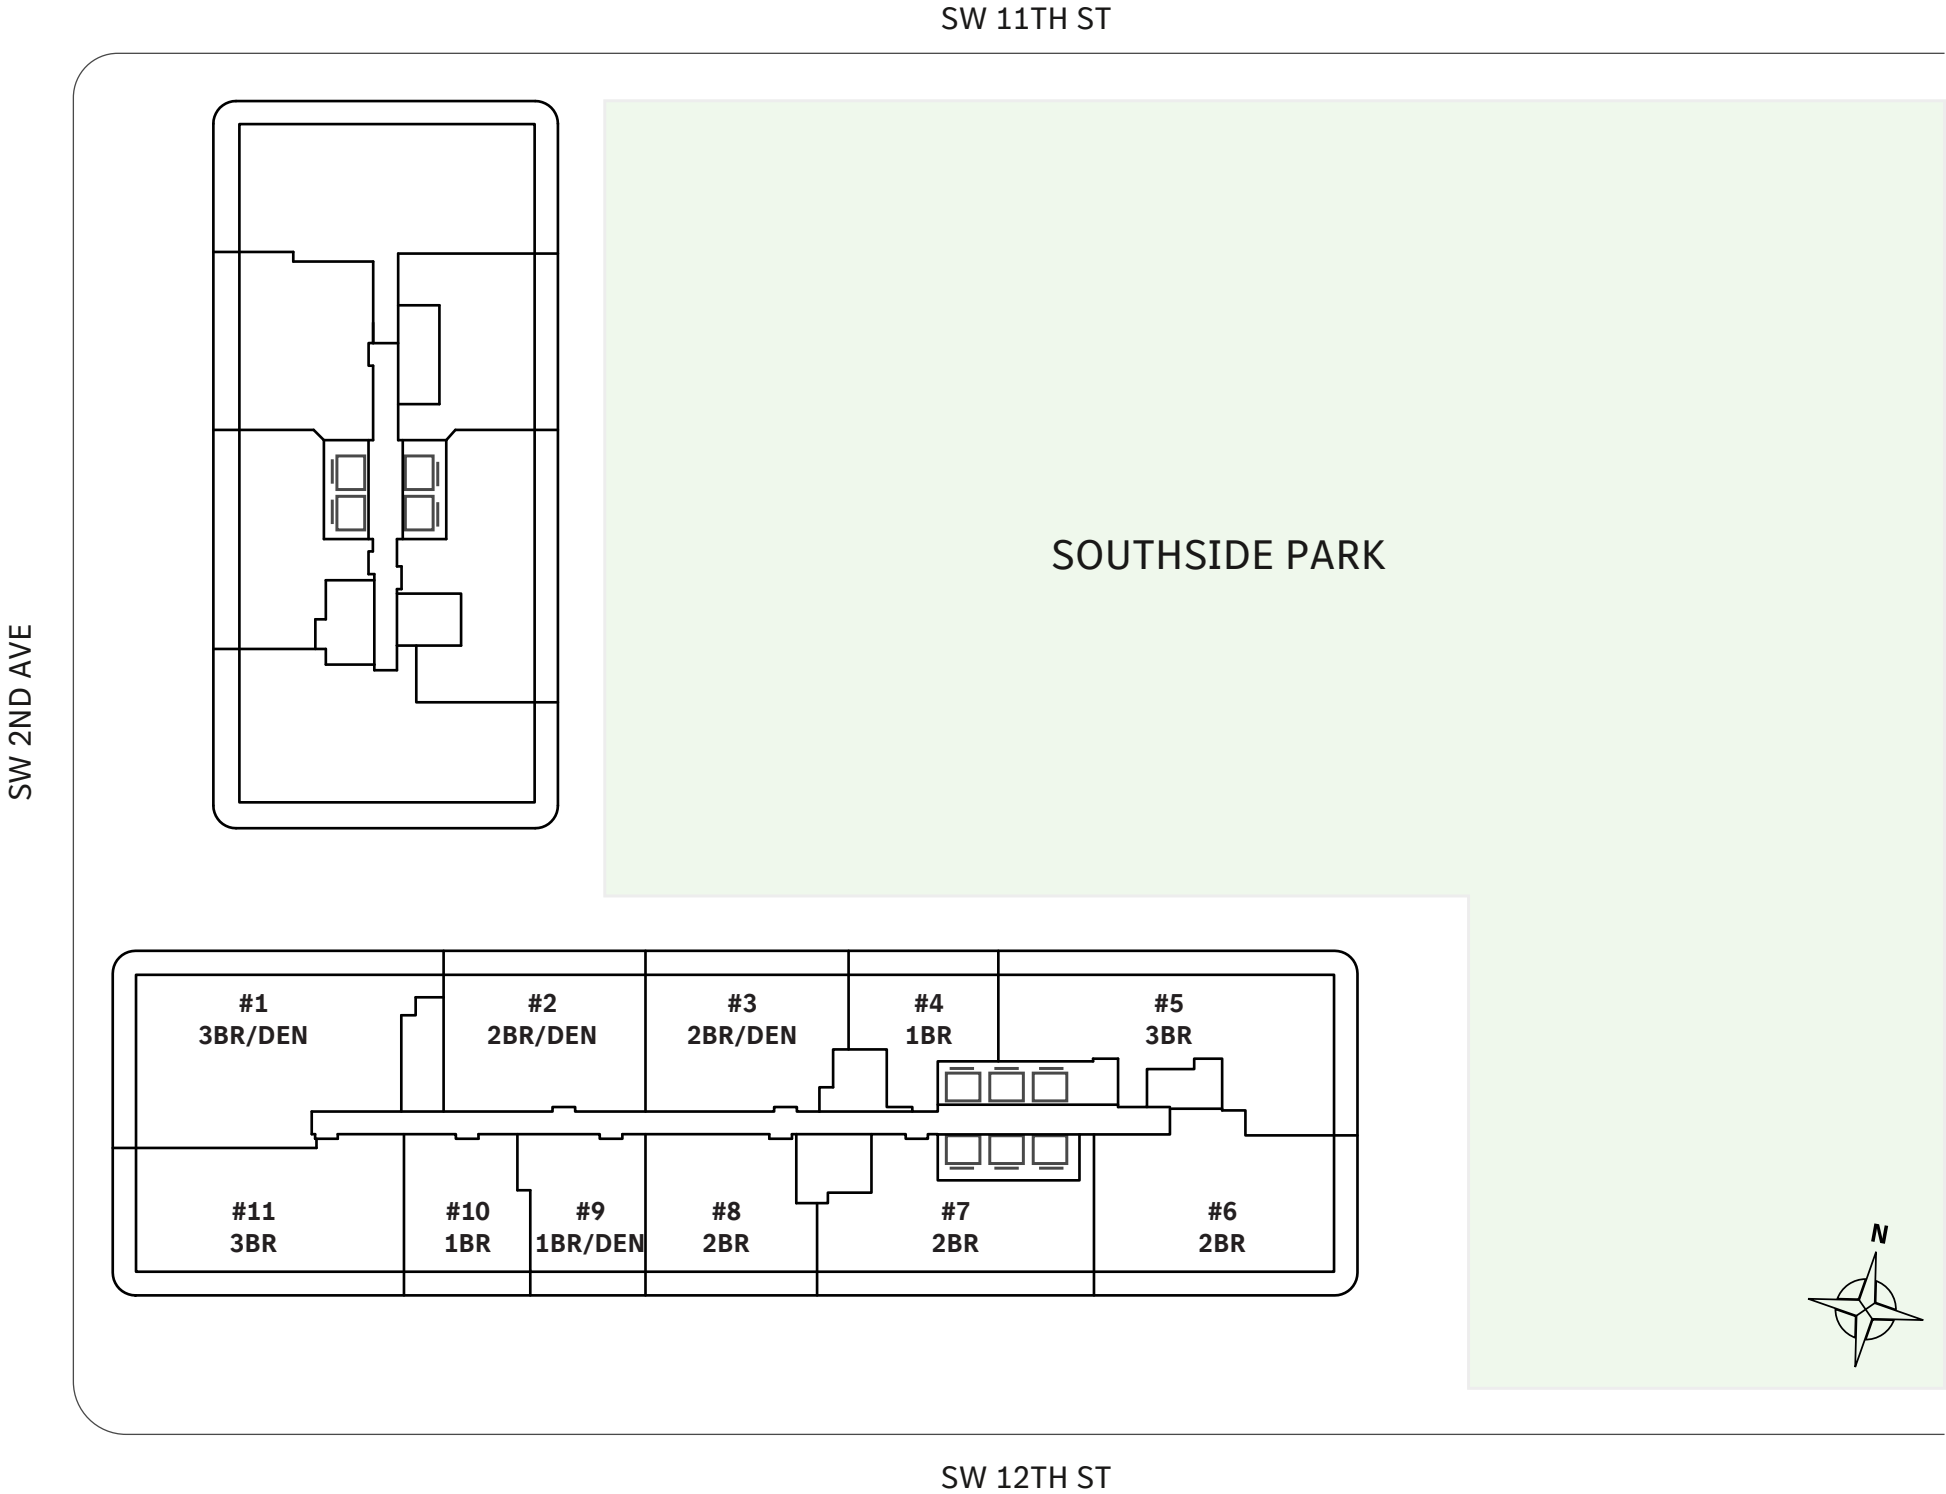 SW 11TH ST
SOUTHSIDE PARK
SW 2ND AVE
#1
3BR/DEN
#2
2BR/DEN
#3
2BR/DEN
#4
1BR
#5
3BR
#11
3BR
#10
1BR
#9
1BR/DEN
#8
2BR
#7
2BR
#6
2BR
N
SW 12TH ST